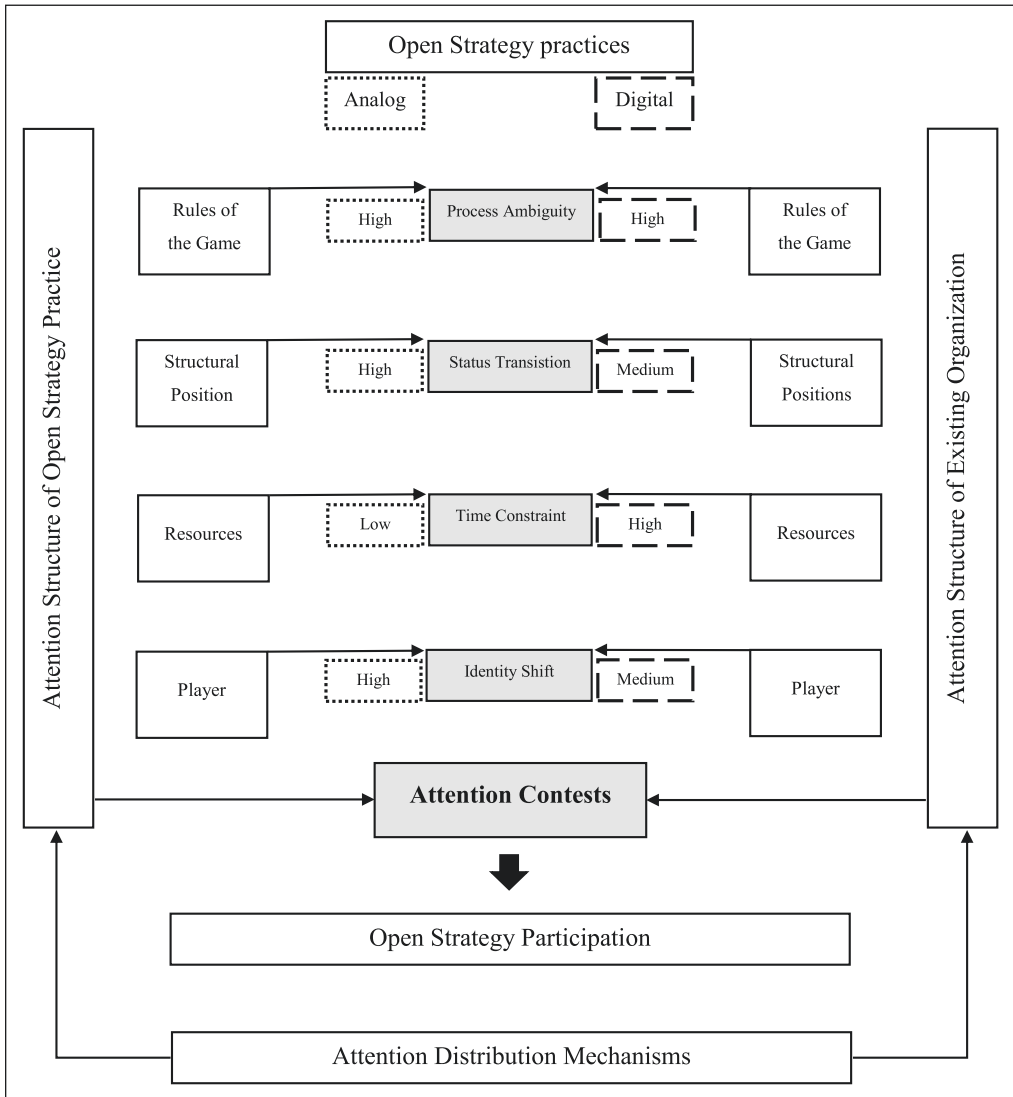 Open Strategy practices
Analog
Digital
Attention Structure of Open Strategy Practice
Attention Structure of Existing Organization
Rules of
the Game
High
Process Ambiguity
High
Rules of
the Game
Structural
Position
High
Status Transistion
Medium
Structural
Positions
Resources
Low
Time Constraint
High
Resources
Player
High
Identity Shift
Medium
Player
Attention Contests
Open Strategy Participation
Attention Distribution Mechanisms